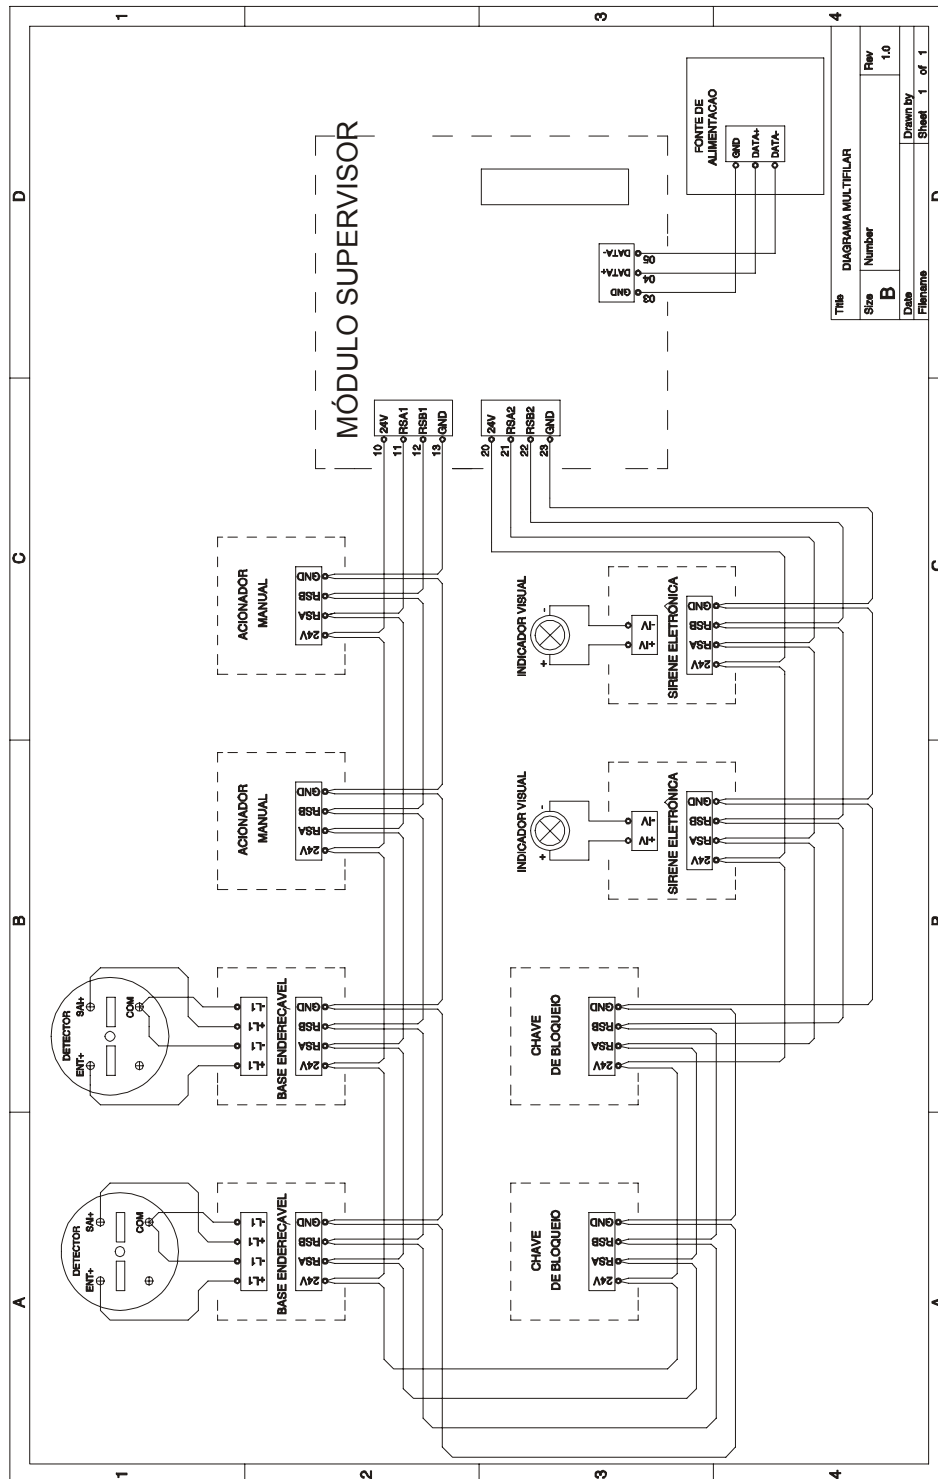 1
3
4
D
D
C
C
B
B
A
A
1
2
3
4
MÓDULO SUPERVISOR
FONTE DE
ALIMENTACAO
GND
DATA+
DATA-
DATA-
DATA+
GND
05
04
03
10
11
12
13
24V
RSA1
RSB1
GND
20
21
22
23
24V
RSA2
RSB2
GND
ACIONADOR
MANUAL
GND
RSB
RSA
24V
ACIONADOR
MANUAL
GND
RSB
RSA
24V
DETECTOR
ENT+
SAI+
COM
-L1
+L1
-L1
+L1
BASE ENDERECAVEL
GND
RSB
RSA
24V
DETECTOR
ENT+
SAI+
COM
-L1
+L1
-L1
+L1
BASE ENDERECAVEL
GND
RSB
RSA
24V
INDICADOR VISUAL
+
-
-IV
+IV
SIRENE ELETRÔNICA
GND
RSB
RSA
24V
INDICADOR VISUAL
+
-
-IV
+IV
SIRENE ELETRÔNICA
GND
RSB
RSA
24V
CHAVE
DE BLOQUEIO
GND
RSB
RSA
24V
CHAVE
DE BLOQUEIO
GND
RSB
RSA
24V
Title
DIAGRAMA MULTIFILAR
Size
B
Number
Rev
1.0
Date
Drawn by
Filename
Sheet 1 of 1